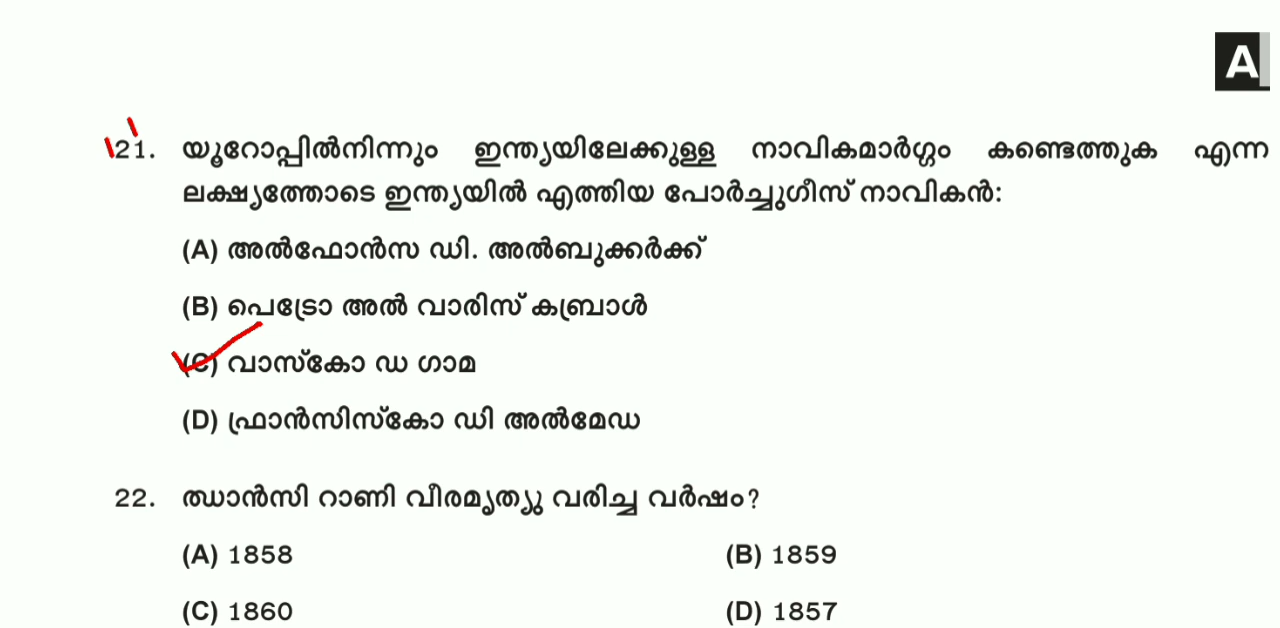 A
21. യൂറോപ്പിൽനിന്നും ഇന്ത്യയിലേക്കുള്ള നാവികമാർഗ്ഗം കണ്ടെത്തുക എന്ന
ലക്ഷ്യത്തോടെ ഇന്ത്യയിൽ എത്തിയ പോർച്ചുഗീസ് നാവികൻ:
(A) അൽഫോൻസ ഡി. അൽബുക്കർക്ക്
(B) പെട്രോ അൽ വാരിസ് കബ്രാൾ
(C) വാസ്കോ ഡ ഗാമ
(D) ഫ്രാൻസിസ്കോ ഡി അൽമേഡ
22. ഝാൻസി റാണി വീരമൃത്യു വരിച്ച വർഷം?
(A) 1858 (B) 1859
(C) 1860 (D) 1857